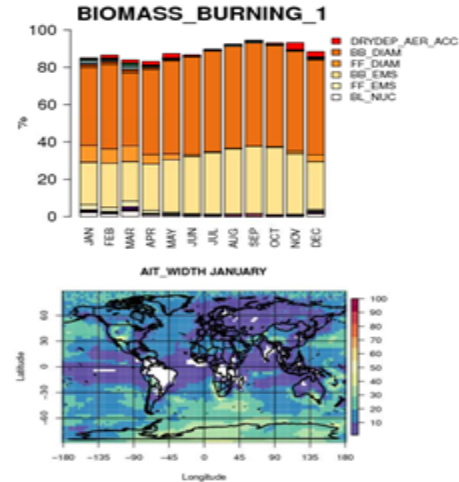 BIOMASS_BURNING_1
100
80
60
40
20
0
%
JAN FEB MAR APR MAY JUN JUL AUG SEP OCT NOV DEC
DRYDEP_AER_ACC
BB_DIAM
FF_DIAM
BB_EMS
FF_EMS
BL_NUC
AIT_WIDTH JANUARY
Latitude
60
30
0
-30
-60
-180 -135 -90 -45 0 45 90 135 180
Longitude
100
90
80
70
60
50
40
30
20
10